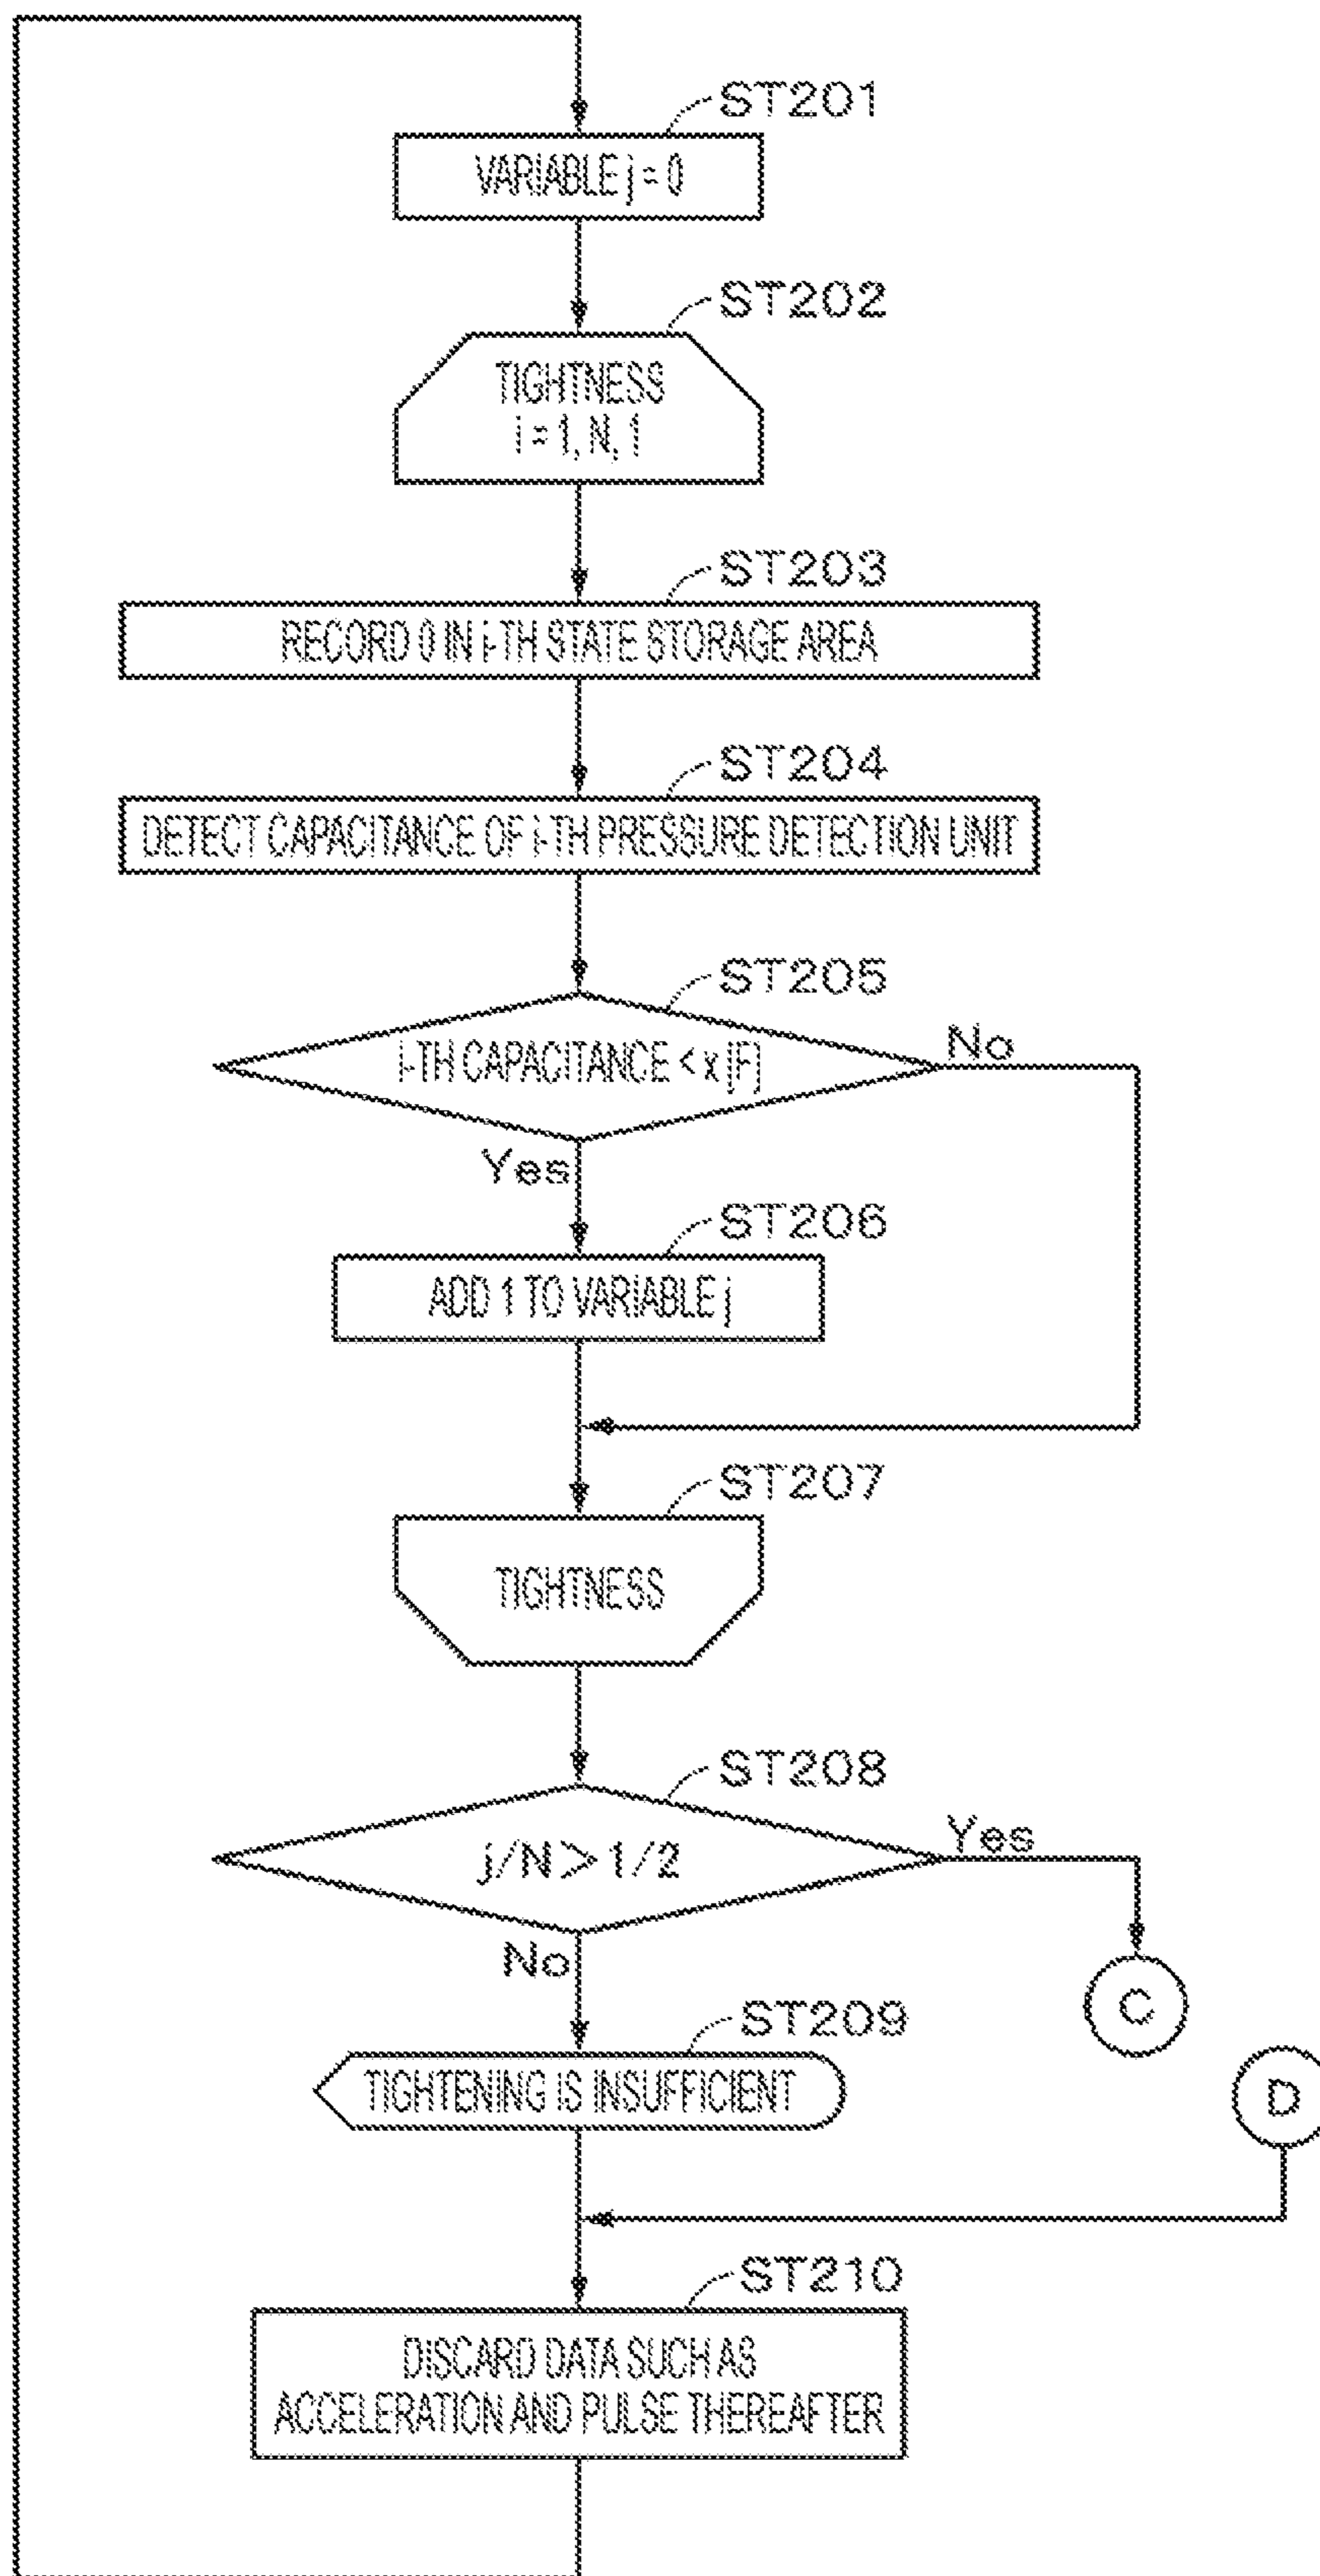 ST201
VARIABLE j = 0
ST202
TIGHTNESS
i = 1, N, 1
ST203
RECORD 0 IN i-TH STATE STORAGE AREA
ST204
DETECT CAPACITANCE OF i-TH PRESSURE DETECTION UNIT
ST205
i-TH CAPACITANCE < x [F]
No
Yes
ST206
ADD 1 TO VARIABLE j
ST207
TIGHTNESS
ST208
j/N>1/2
Yes
No
C
ST209
TIGHTENING IS INSUFFICIENT
D
ST210
DISCARD DATA SUCH AS
ACCELERATION AND PULSE THEREAFTER